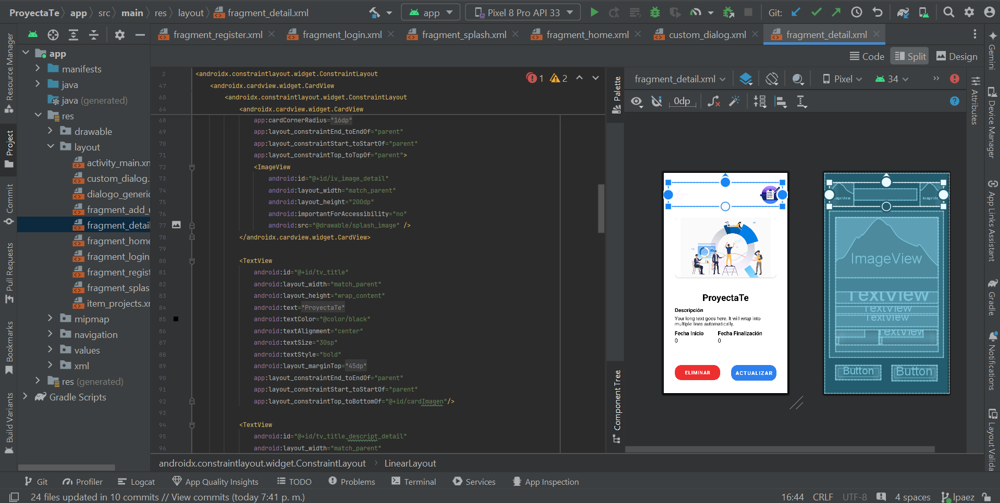 ProyectaTe
app
src
main
res
layout
fragment_detail.xml
app
Pixel 8 Pro API 33
Git:
Resource Manager
Project
Commit
Pull Requests
Bookmarks
Build Variants
fragment_register.xml
fragment_login.xml
fragment_splash.xml
fragment_home.xml
custom_dialog.xml
fragment_detail.xml
Code
Split
Design
app
manifests
java
java (generated)
res
drawable
layout
activity_main.xm
custom_dialog.
dialogo_generic
fragment_add_
fragment_detail
fragment_home
fragment_login
fragment_regist
fragment_splas
item_projects.xm
mipmap
navigation
values
xml
res (generated)
Gradle Scripts
1
2
2 <androidx.constraintlayout.widget.ConstraintLayout
47 <androidx.cardview.widget.CardView
60 <androidx.constraintlayout.widget.ConstraintLayout
64 <androidx.cardview.widget.CardView
68 app:cardCornerRadius="16dp"
69 app:layout_constraintEnd_toEndOf="parent"
70 app:layout_constraintStart_toStartOf="parent"
71 app:layout_constraintTop_toTopOf="parent">
72 <ImageView
73 android:id="@+id/iv_image_detail"
74 android:layout_width="match_parent"
75 android:layout_height="200dp"
76 android:importantForAccessibility="no"
77 android:src="@drawable/splash_image" />
78 </androidx.cardview.widget.CardView>
79
80 <TextView
81 android:id="@+id/tv_title"
82 android:layout_width="match_parent"
83 android:layout_height="wrap_content"
84 android:text="ProyectaTe"
85 android:textColor="@color/black"
86 android:textAlignment="center"
87 android:textSize="30sp"
88 android:textStyle="bold"
89 android:layout_marginTop="45dp"
90 app:layout_constraintEnd_toEndOf="parent"
91 app:layout_constraintStart_toStartOf="parent"
92 app:layout_constraintTop_toBottomOf="@+id/cardImagen"/>
93
94 <TextView
95 android:id="@+id/tv_title_descript_detail"
96 android:layout_width="match_parent"
Palette
Component Tree
fragment_detail.xml
Pixel
34
0dp
ProyectaTe
Descripción
Your long text goes here. It will wrap into
multiple lines automatically.
Fecha Inicio
Fecha Finalización
0
0
ELIMINAR
ACTUALIZAR
ImageView
TextView
TextView
TextView
TextView
Button
Button
Attributes
Gemini
Device Manager
App Links Assistant
Gradle
Notifications
Layout Valida
androidx.constraintlayout.widget.ConstraintLayout
LinearLayout
Git
Profiler
Logcat
App Quality Insights
TODO
Problems
Terminal
Services
App Inspection
24 files updated in 10 commits // View commits (today 7:41 p. m.)
16:44
CRLF
UTF-8
4 spaces
lpaez